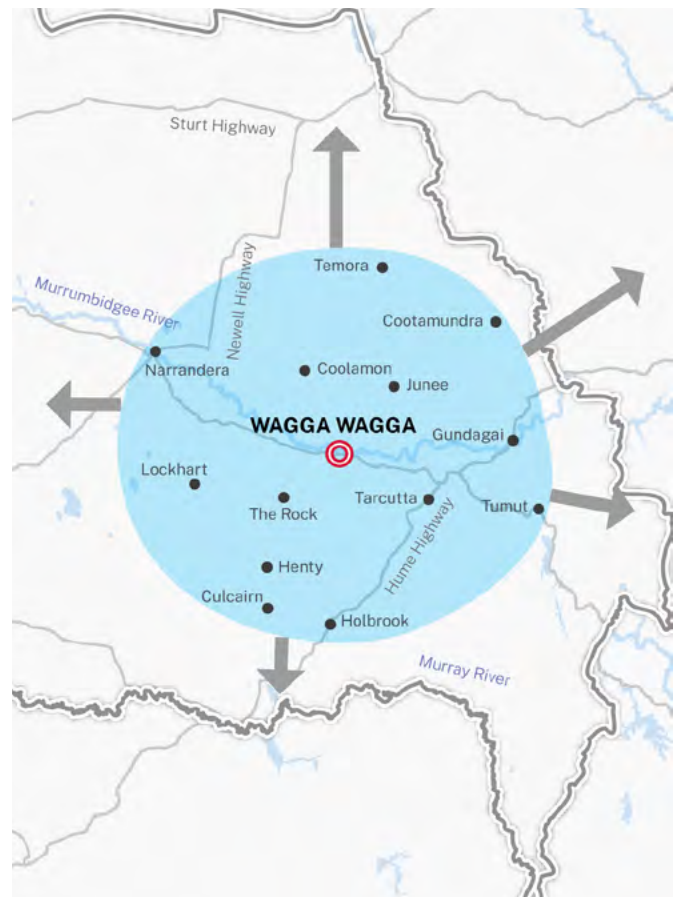 Sturt Highway
Temora
Murrumbidgee River
Newell Highway
Cootamundra
Narrandera
Coolamon
Junee
WAGGA WAGGA
Gundagai
Lockhart
The Rock
Tarcutta
Tumut
Hume Highway
Henty
Culcairn
Holbrook
Murray River